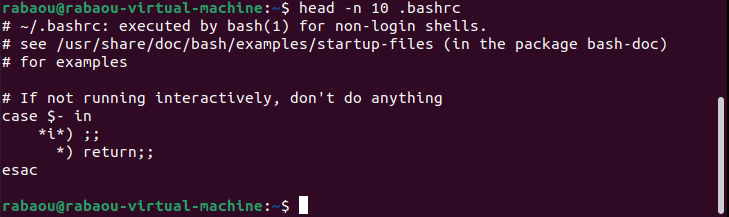 rabaou@rabaou-virtual-machine:~$ head -n 10 .bashrc
# ~/.bashrc: executed by bash(1) for non-login shells.
# see /usr/share/doc/bash/examples/startup-files (in the package bash-doc)
# for examples

# If not running interactively, don't do anything
case $- in
    *i*) ;;
      *) return;;
esac

rabaou@rabaou-virtual-machine:~$